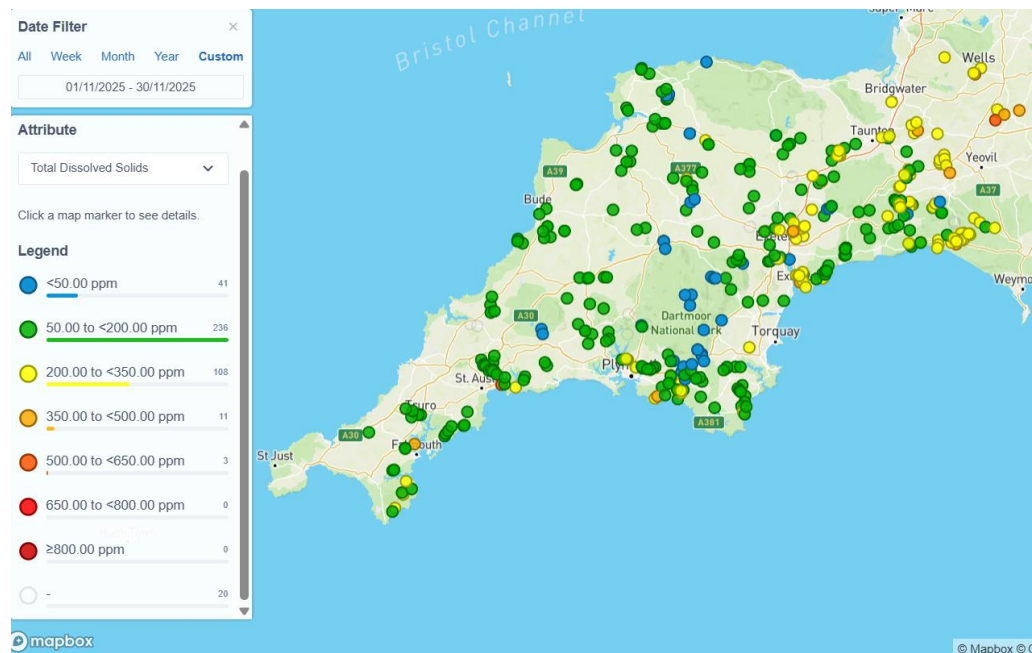 Date Filter ×
All Week Month Year Custom
01/11/2025 - 30/11/2025
Attribute
Total Dissolved Solids
Click a map marker to see details.
Legend
<50.00 ppm 41
50.00 to <200.00 ppm 236
200.00 to <350.00 ppm 108
350.00 to <500.00 ppm 11
500.00 to <650.00 ppm 3
650.00 to <800.00 ppm 0
≥800.00 ppm 0
- 20
mapbox
Bristol Channel
Wells
Bridgwater
Taunton
Yeovil
A39
A377
A37
Bude
Weymo
A30
Dartmoor
National Park
Torquay
St. Aus
Truro
A30
A381
St Just
© Mapbox ©